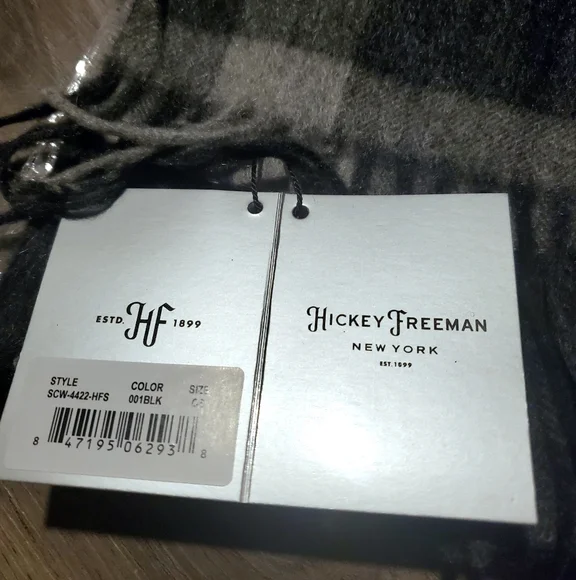 ESTD. HF 1899
STYLE COLOR SIZE
SCW-4422-HFS 001BLK
8 47195 06293 8
HICKEY FREEMAN
NEW YORK
EST. 1899